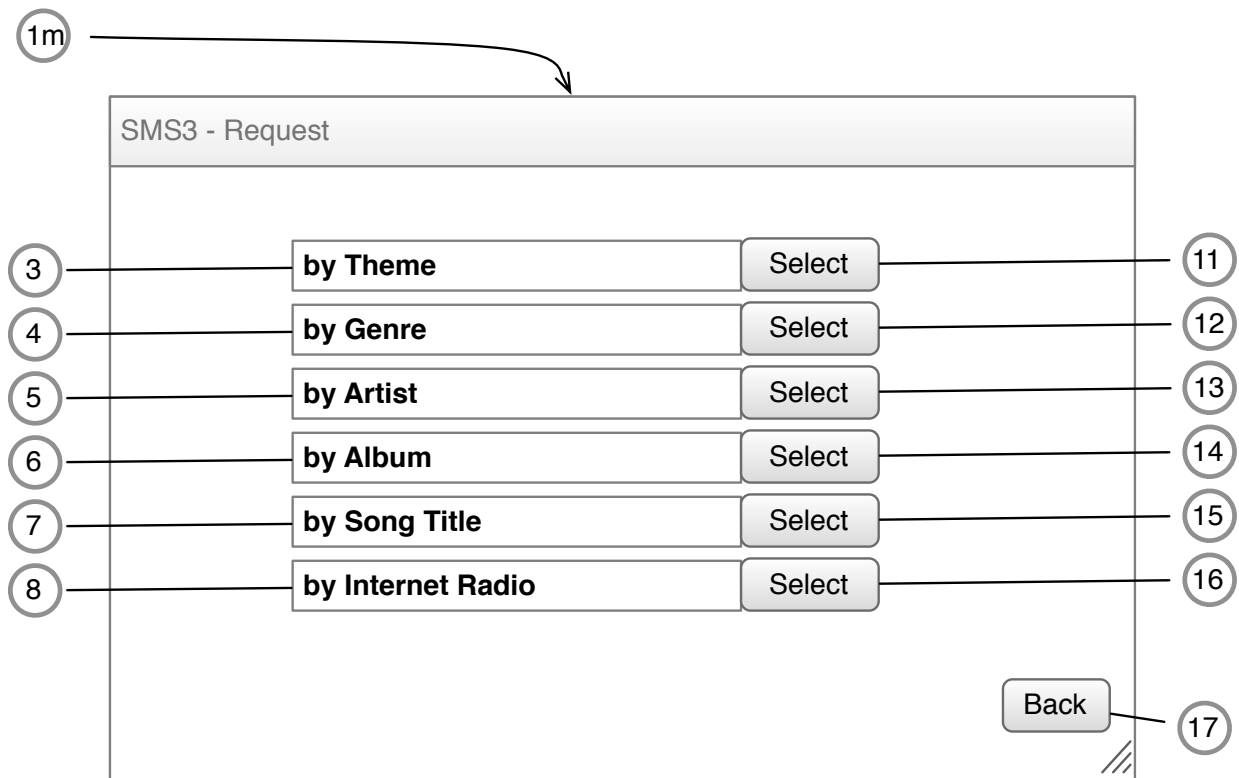 1m
SMS3 - Request
3 by Theme Select 11
4 by Genre Select 12
5 by Artist Select 13
6 by Album Select 14
7 by Song Title Select 15
8 by Internet Radio Select 16
Back 17